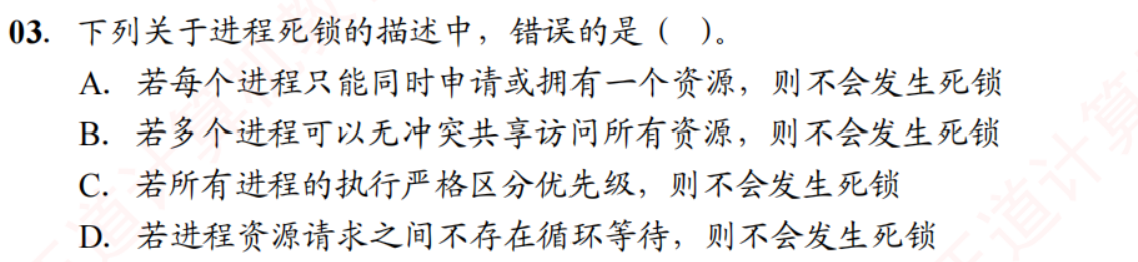 03. 下列关于进程死锁的描述中，错误的是（ ）。
A. 若每个进程只能同时申请或拥有一个资源，则不会发生死锁
B. 若多个进程可以无冲突共享访问所有资源，则不会发生死锁
C. 若所有进程的执行严格区分优先级，则不会发生死锁
D. 若进程资源请求之间不存在循环等待，则不会发生死锁